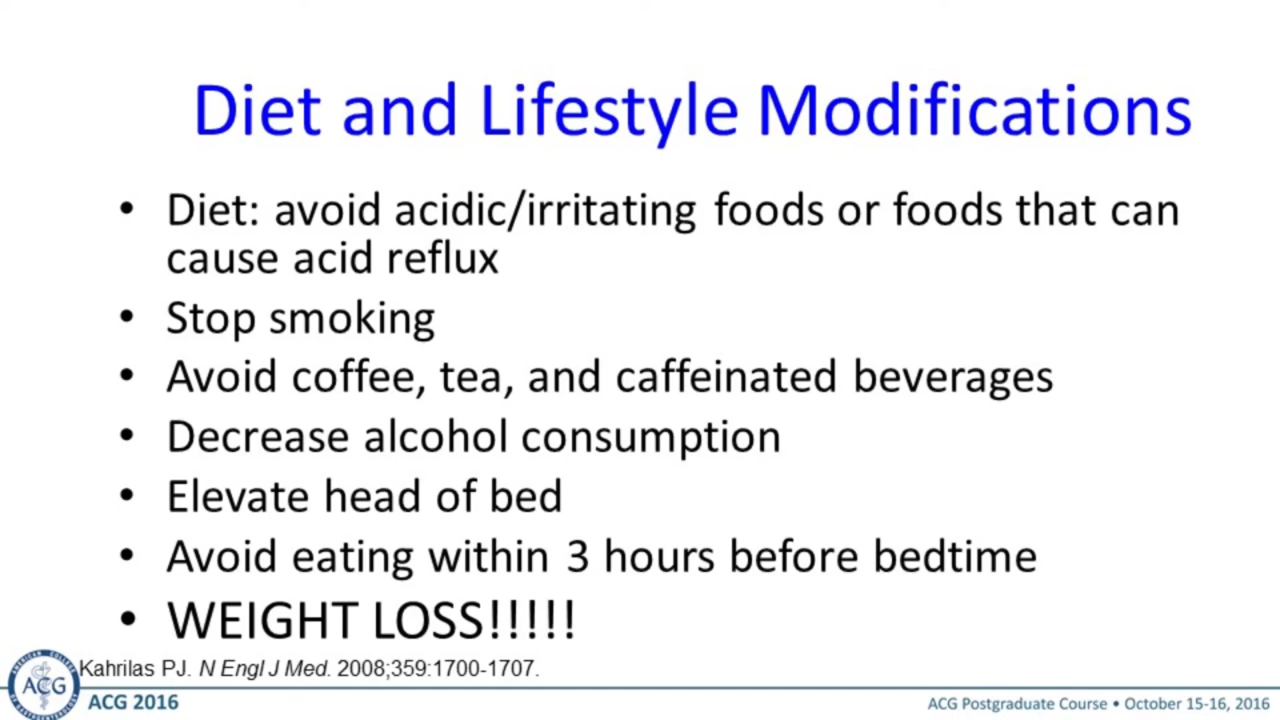 Diet and Lifestyle Modifications
• Diet: avoid acidic/irritating foods or foods that can
cause acid reflux
• Stop smoking
• Avoid coffee, tea, and caffeinated beverages
• Decrease alcohol consumption
• Elevate head of bed
• Avoid eating within 3 hours before bedtime
• WEIGHT LOSS!!!!!
Kahrilas PJ. N Engl J Med. 2008;359:1700-1707.
ACG
ACG 2016
ACG Postgraduate Course • October 15-16, 2016